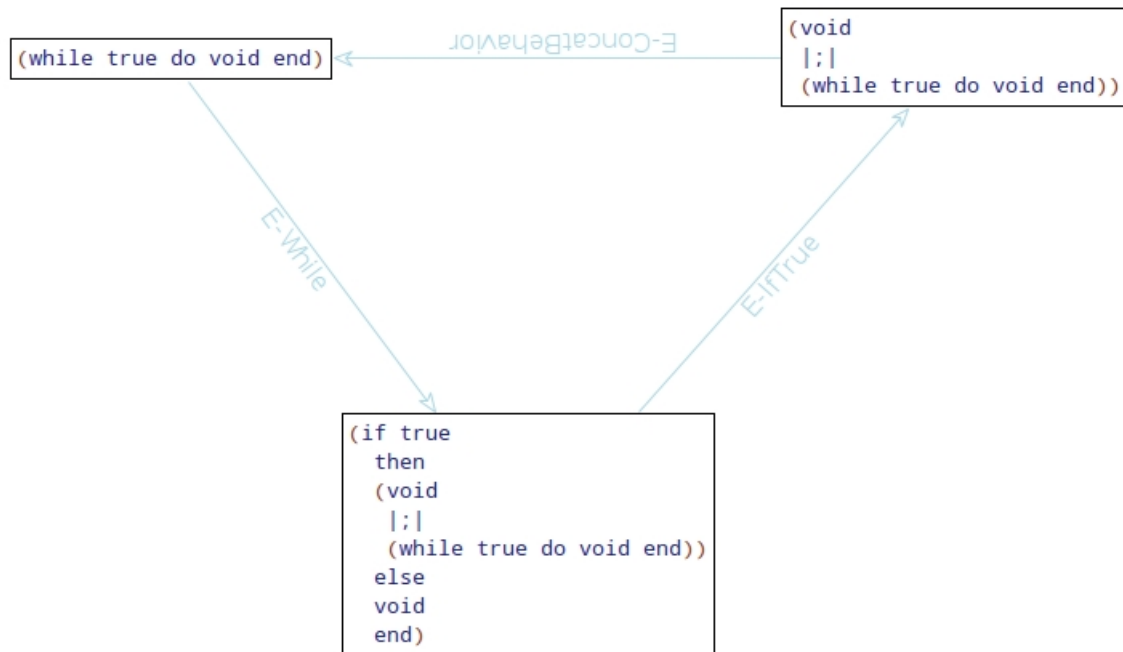 (while true do void end)
E-ConcatBehavior
(void
|;|
(while true do void end))
E-While
E-IfTrue
(if true
then
(void
|;|
(while true do void end))
else
void
end)